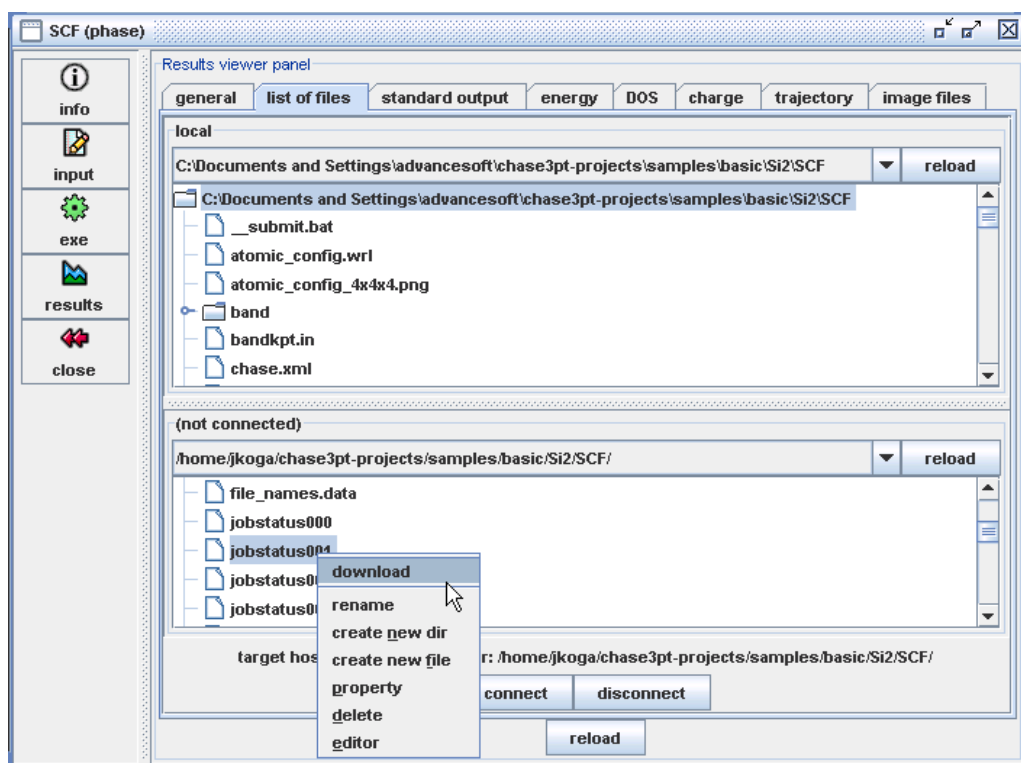 SCF (phase)
info
input
exe
results
close
Results viewer panel
general list of files standard output energy DOS charge trajectory image files
local
C:\Documents and Settings\advancesoft\chase3pt-projects\samples\basic\Si2\SCF reload
C:\Documents and Settings\advancesoft\chase3pt-projects\samples\basic\Si2\SCF
__submit.bat
atomic_config.wrl
atomic_config_4x4x4.png
band
bandkpt.in
chase.xml
(not connected)
/home/jkoga/chase3pt-projects/samples/basic/Si2/SCF/ reload
file_names.data
jobstatus000
jobstatus001
download
rename
create new dir
create new file
property
delete
editor
target hos r: /home/jkoga/chase3pt-projects/samples/basic/Si2/SCF/
connect disconnect
reload